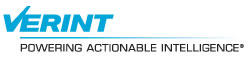 VERINT
POWERING ACTIONABLE INTELLIGENCE®